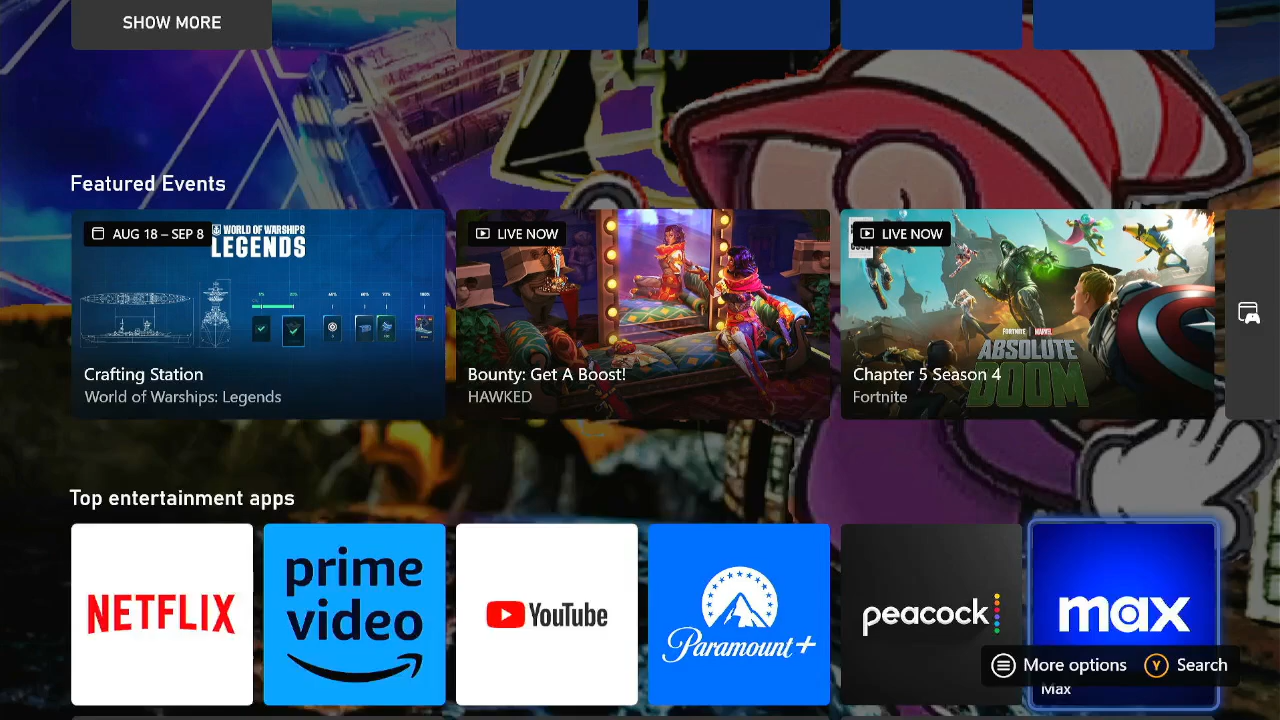 SHOW MORE
Featured Events
AUG 18 – SEP 8
WORLD OF WARSHIPS
LEGENDS
Crafting Station
World of Warships: Legends
LIVE NOW
Bounty: Get A Boost!
HAWKED
LIVE NOW
FORTNITE MARVEL
ABSOLUTE
DOOM
Chapter 5 Season 4
Fortnite
Top entertainment apps
NETFLIX
prime
video
YouTube
Paramount+
peacock
max
More options
Y Search
Max